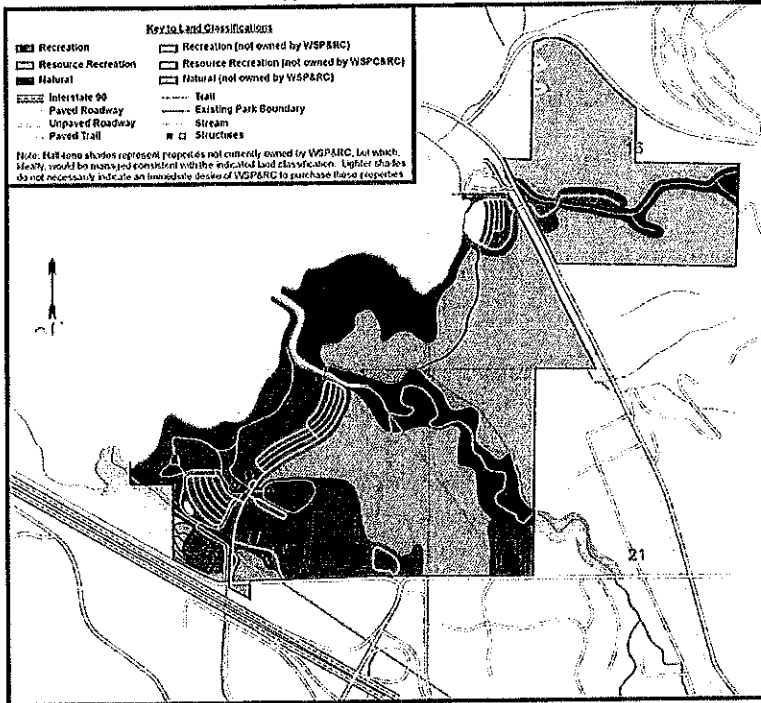 Key to Land Classifications
Recreation
Recreation (not owned by WSP&RC)
Resource Recreation
Resource Recreation (not owned by WSPC&RC)
Natural
Natural (not owned by WSP&RC)
Interstate 90
Trail
Paved Roadway
Existing Park Boundary
Unpaved Roadway
Stream
Paved Trail
Structures
Note: Half-tone shades represent properties not currently owned by WSP&RC, but which,
ideally, would be managed consistent with the indicated land classification. Lighter shades
do not necessarily indicate an immediate desire of WSP&RC to purchase these properties
16
21